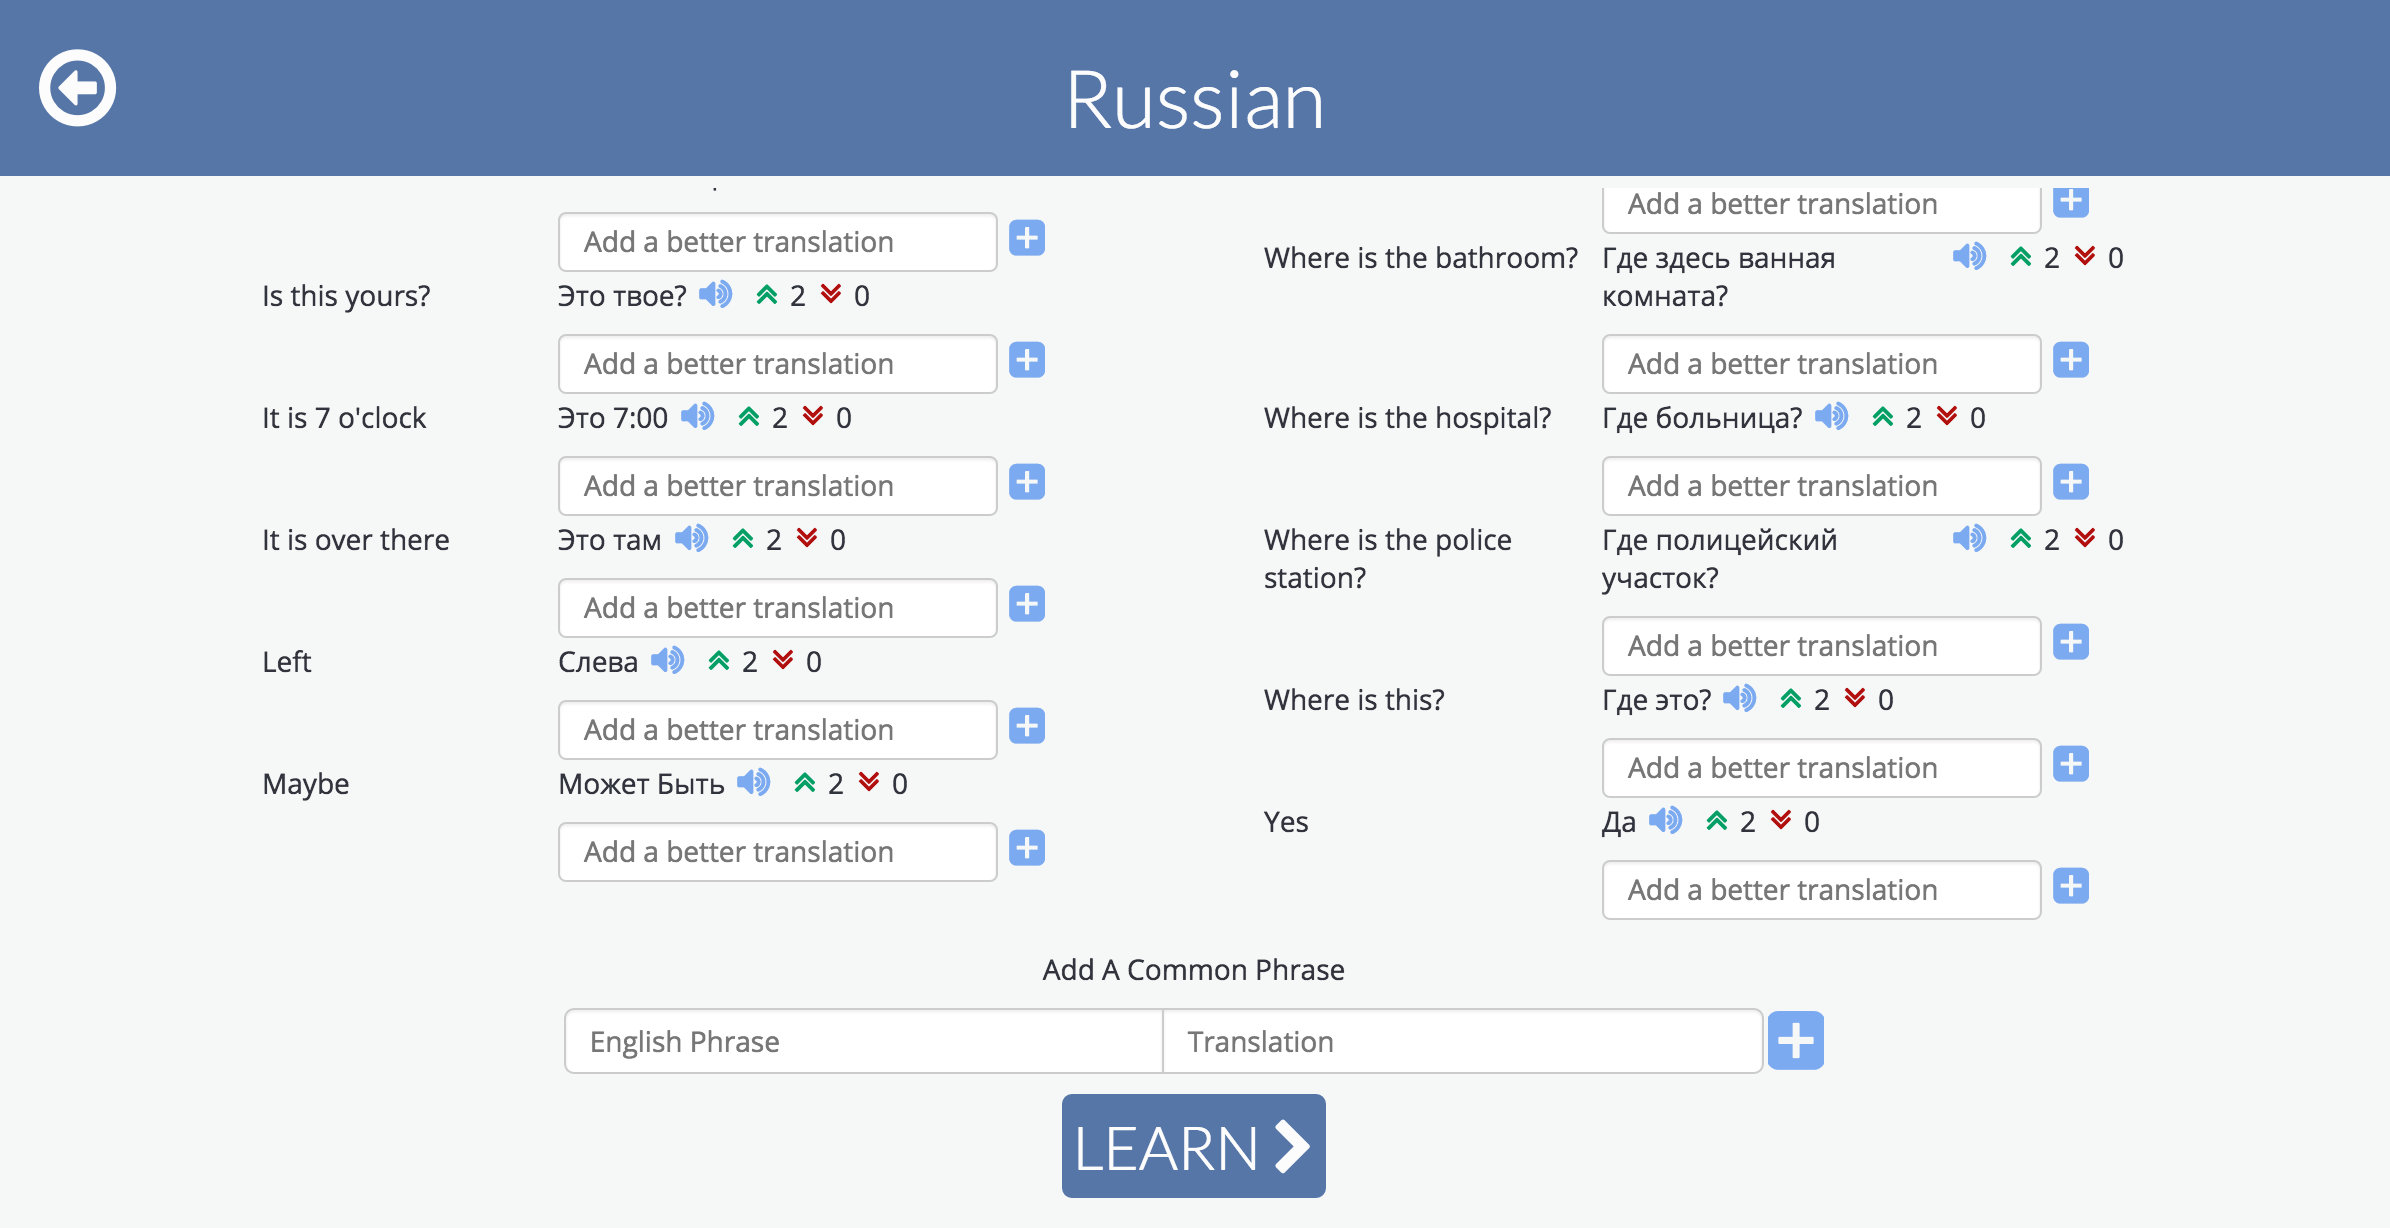 Russian
Add a better translation
Is this yours? Это твое? 2 0
Add a better translation
It is 7 o'clock Это 7:00 2 0
Add a better translation
It is over there Это там 2 0
Add a better translation
Left Слева 2 0
Add a better translation
Maybe Может Быть 2 0
Add a better translation
Add a better translation
Where is the bathroom? Где здесь ванная 2 0
комната?
Add a better translation
Where is the hospital? Где больница? 2 0
Add a better translation
Where is the police Где полицейский 2 0
station? участок?
Add a better translation
Where is this? Где это? 2 0
Add a better translation
Yes Да 2 0
Add a better translation
Add A Common Phrase
English Phrase Translation
LEARN